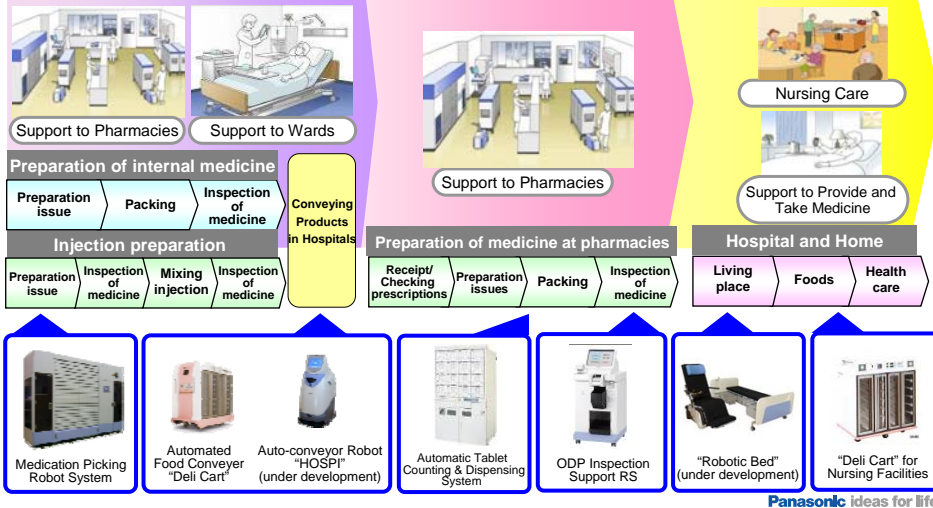 Support to Pharmacies
Support to Wards
Preparation of internal medicine
Preparation
issue
Packing
Inspection
of
medicine
Injection preparation
Preparation
issue
Inspection
of
medicine
Mixing
injection
Inspection
of
medicine
Conveying
Products
in Hospitals
Support to Pharmacies
Preparation of medicine at pharmacies
Receipt/
Checking
prescriptions
Preparation
issues
Packing
Inspection
of
medicine
Nursing Care
Support to Provide and
Take Medicine
Hospital and Home
Living
place
Foods
Health
care
Medication Picking
Robot System
Automated
Food Conveyer
“Deli Cart”
Auto-conveyor Robot
“HOSPI”
(under development)
Automatic Tablet
Counting & Dispensing
System
ODP Inspection
Support RS
“Robotic Bed”
(under development)
“Deli Cart” for
Nursing Facilities
Panasonic ideas for life